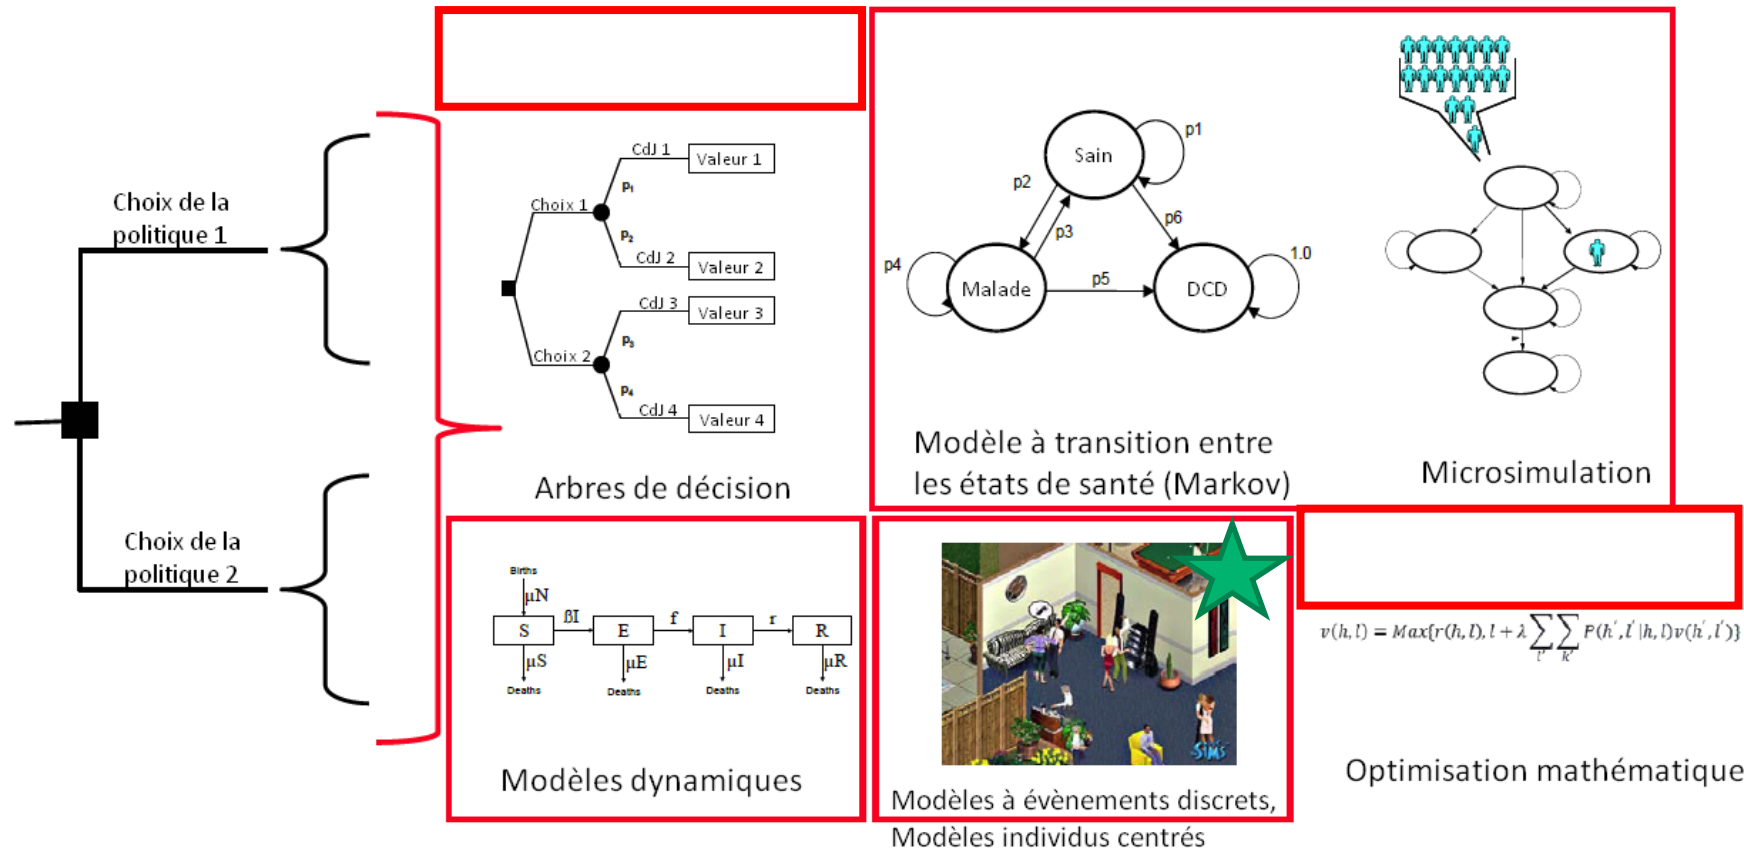 Choix de la
politique 1
Choix de la
politique 2
Choix 1
CdJ 1
Valeur 1
p₁
p₂
CdJ 2
Valeur 2
Choix 2
CdJ 3
Valeur 3
p₃
p₄
CdJ 4
Valeur 4
Arbres de décision
Sain
p1
p2
p3
p6
p4
Malade
p5
DCD
1.0
Modèle à transition entre
les états de santé (Markov)
Microsimulation
Births
μN
S
βI
E
f
I
r
R
μS
μE
μI
μR
Deaths
Deaths
Deaths
Deaths
Modèles dynamiques
SiMS
Modèles à évènements discrets,
Modèles individus centrés
v(h,l) = Max{r(h,l), l + λ∑∑P(h′,l′|h,l)v(h′,l′)}
l′ h′
Optimisation mathématique